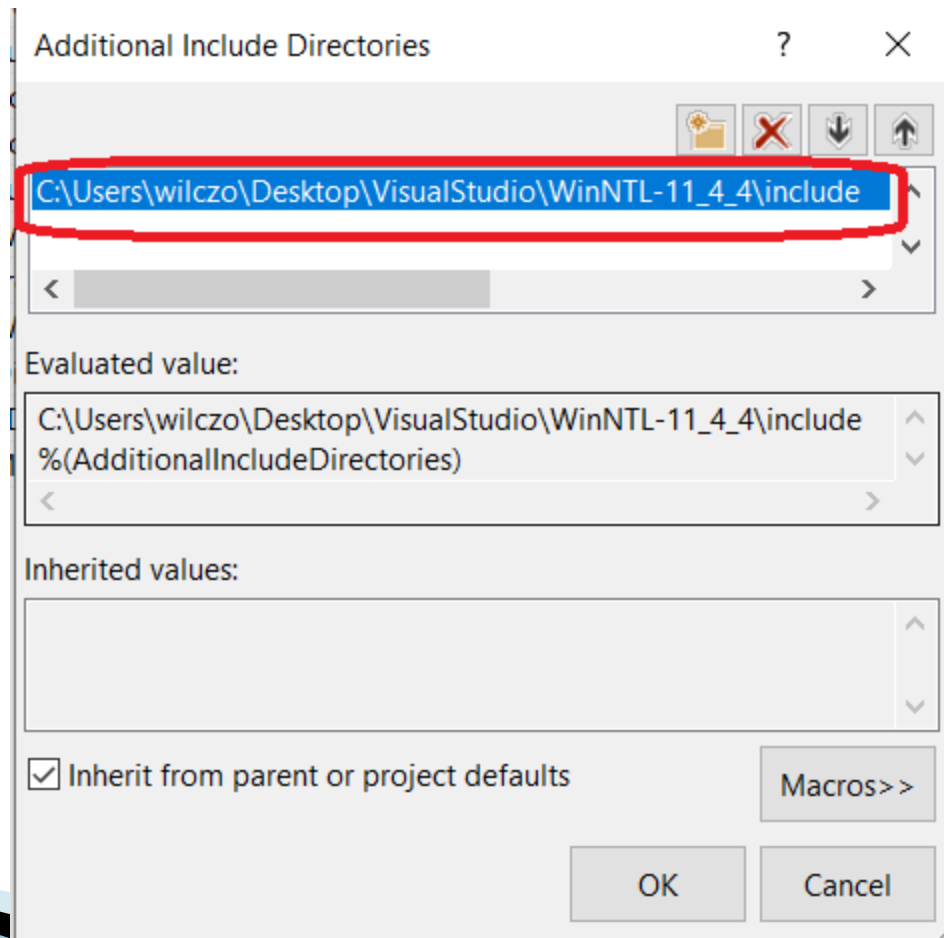 Additional Include Directories
C:\Users\wilczo\Desktop\VisualStudio\WinNTL-11_4_4\include
Evaluated value:
C:\Users\wilczo\Desktop\VisualStudio\WinNTL-11_4_4\include
%(AdditionalIncludeDirectories)
Inherited values:
Inherit from parent or project defaults
Macros>>
OK
Cancel